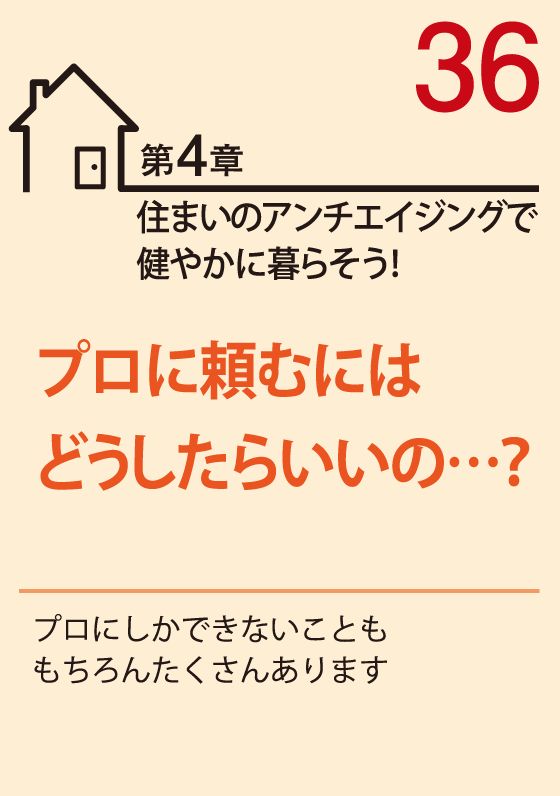 36
第4章
住まいのアンチエイジングで
健やかに暮らそう!
プロに頼むには
どうしたらいいの…?
プロにしかできないことも
もちろんたくさんあります